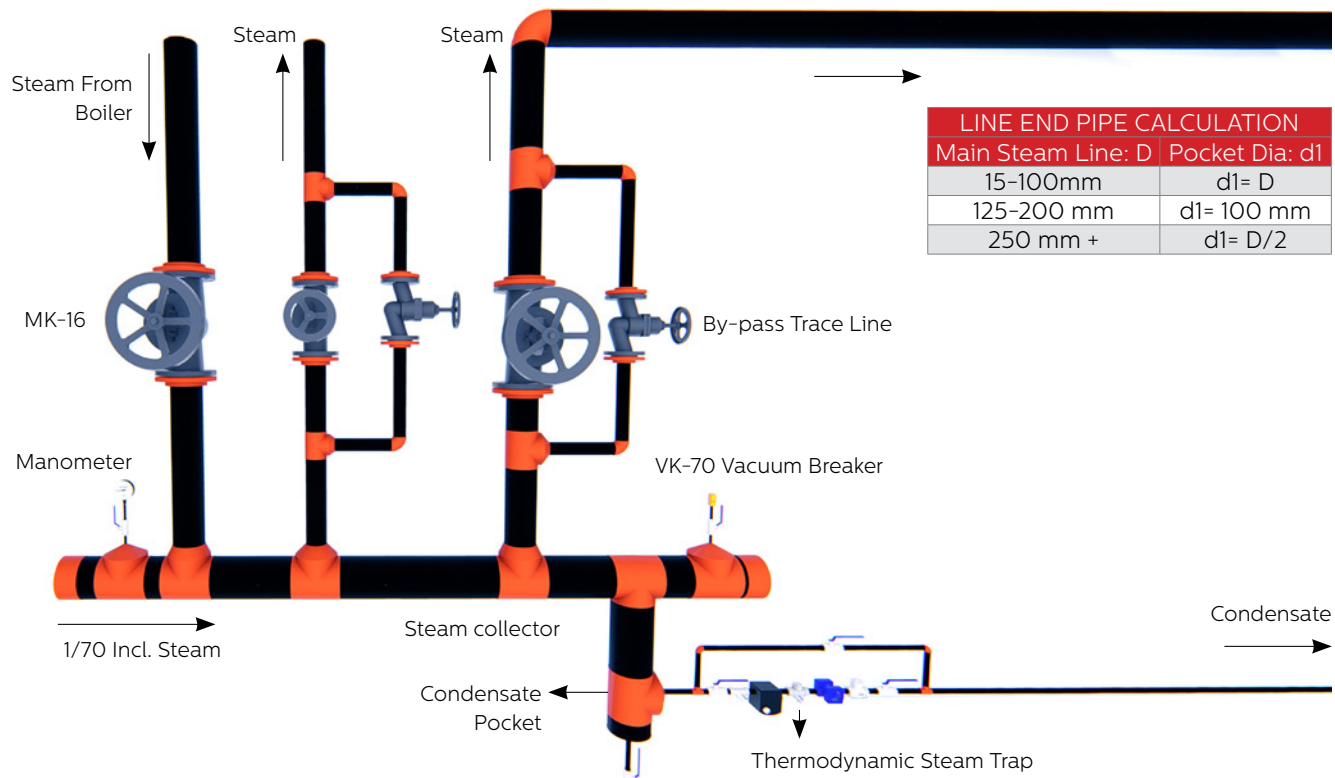 Steam
Steam
Steam From
Boiler
LINE END PIPE CALCULATION
Main Steam Line: D Pocket Dia: d1
15-100mm d1= D
125-200 mm d1= 100 mm
250 mm + d1= D/2
MK-16
By-pass Trace Line
Manometer
VK-70 Vacuum Breaker
1/70 Incl. Steam
Steam collector
Condensate
Condensate
Pocket
Thermodynamic Steam Trap